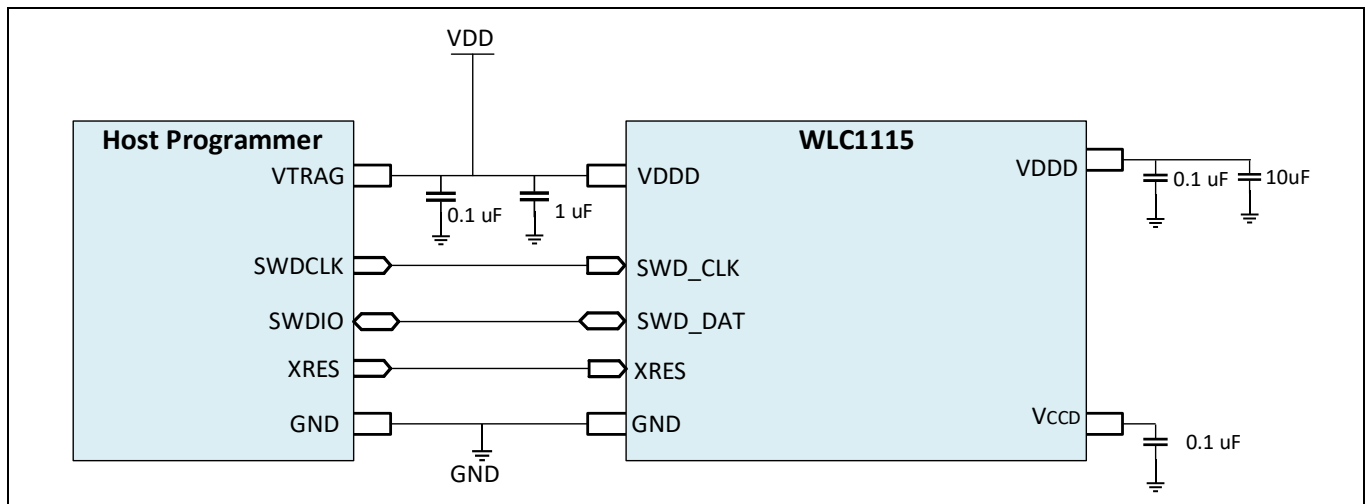 VDD
Host Programmer
WLC1115
VTRAG
VDDD
VDDD
0.1 uF
1 uF
0.1 uF
10uF
SWDCLK
SWD_CLK
SWDIO
SWD_DAT
XRES
XRES
GND
GND
VCCD
0.1 uF
GND